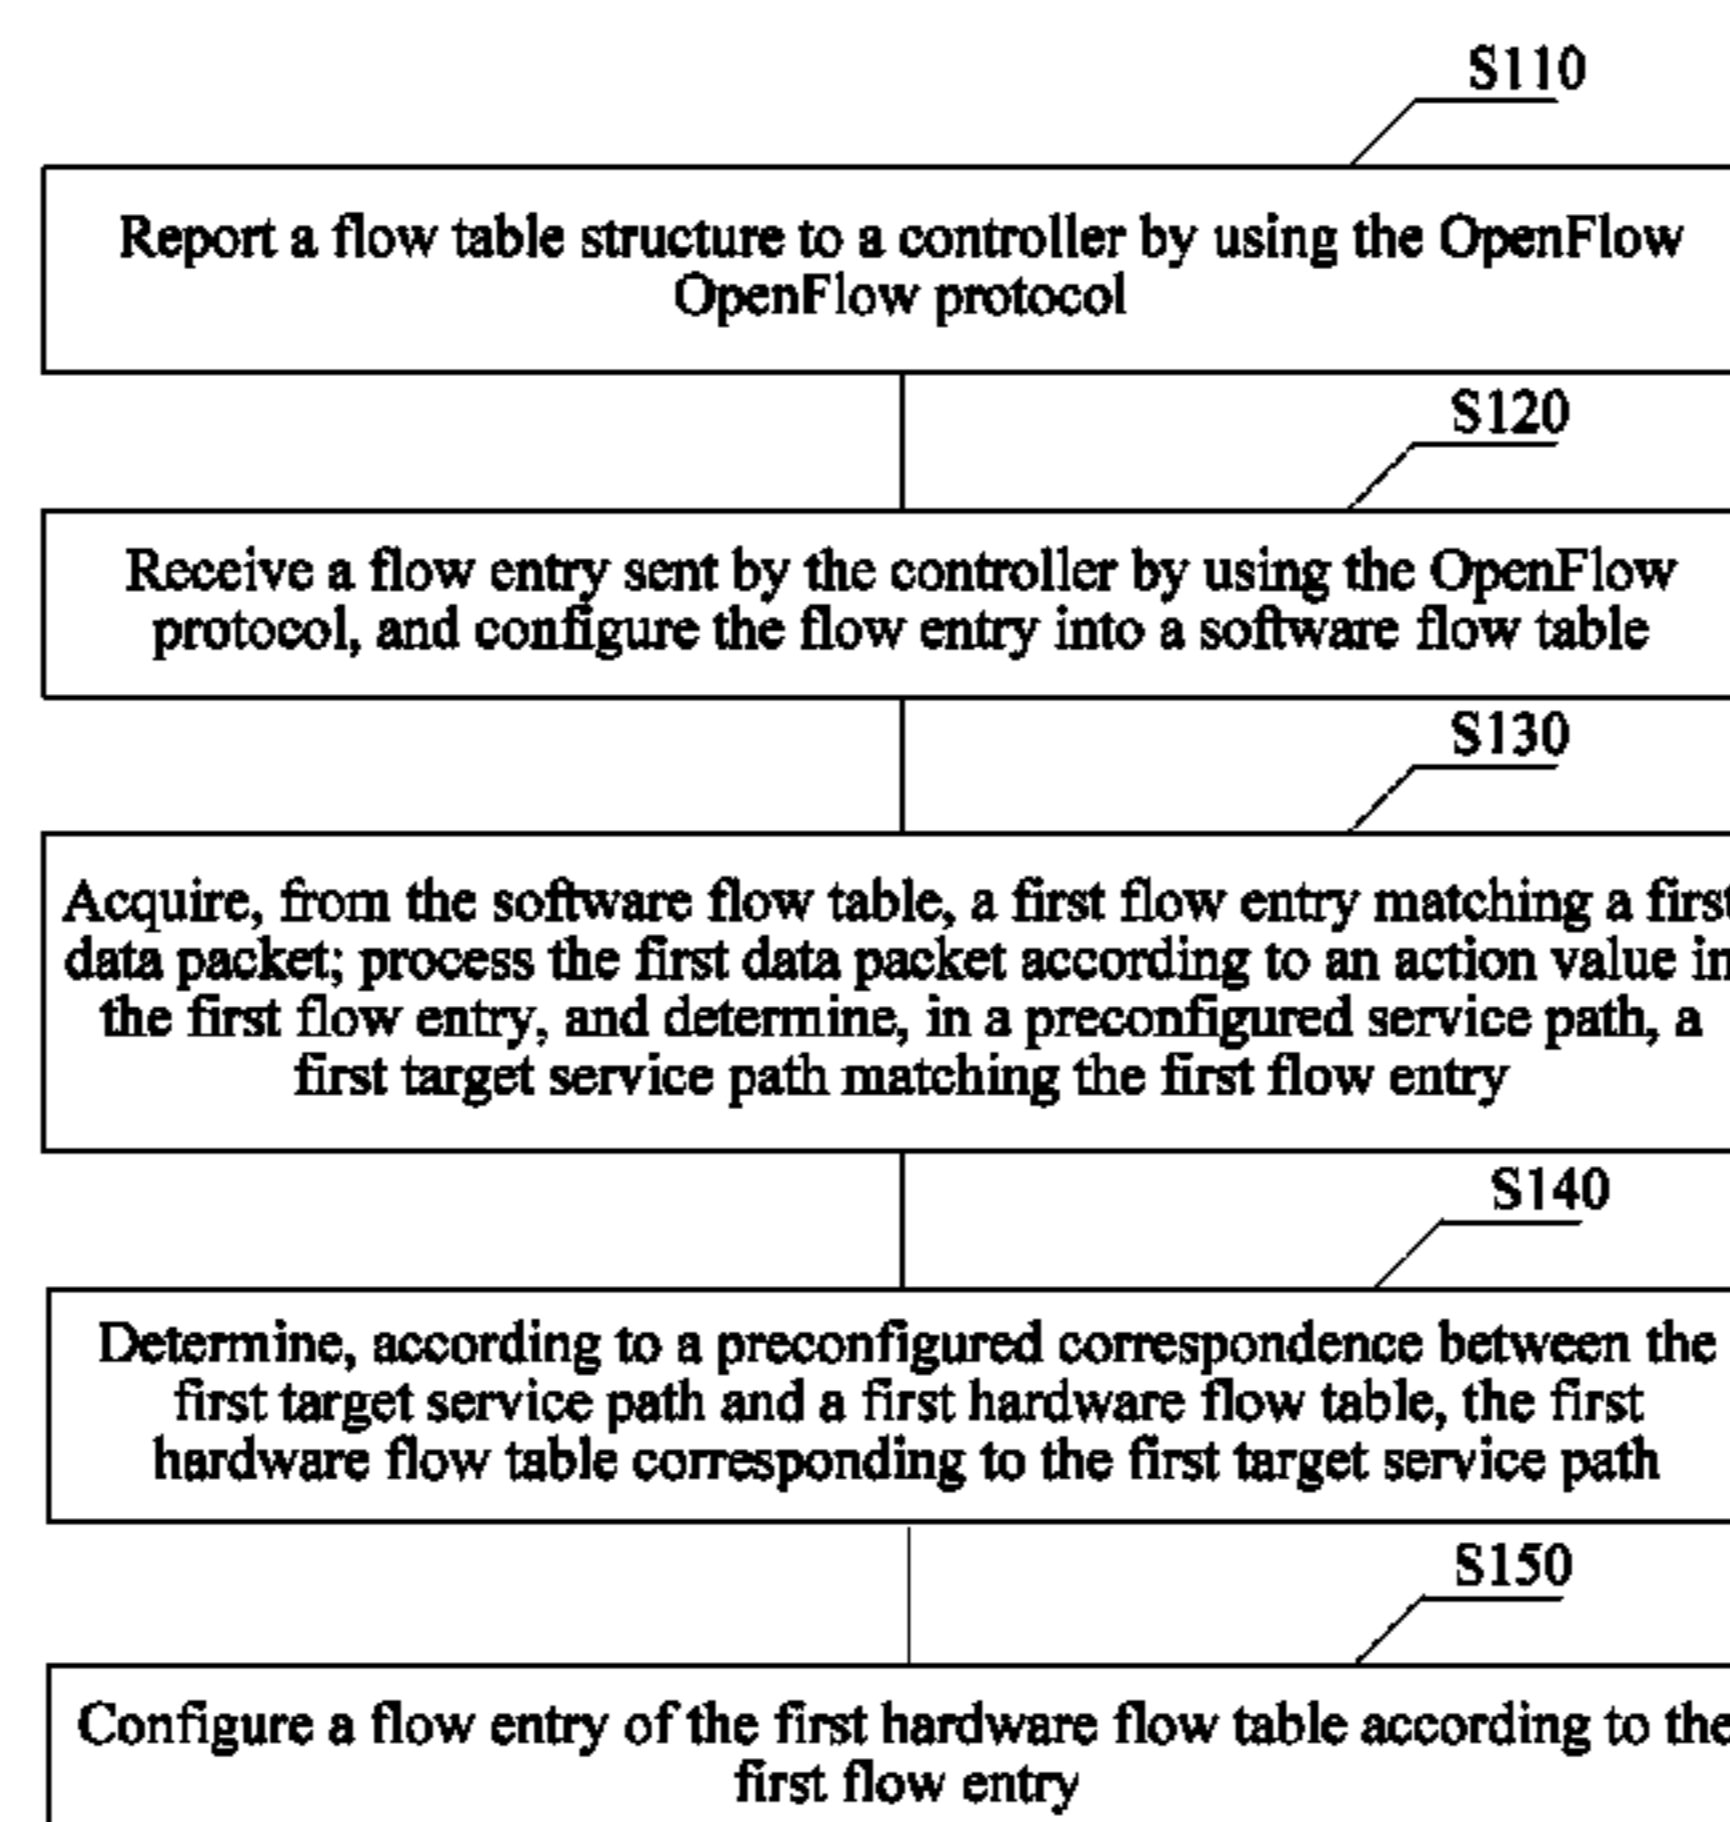 S110
Report a flow table structure to a controller by using the OpenFlow
OpenFlow protocol
S120
Receive a flow entry sent by the controller by using the OpenFlow
protocol, and configure the flow entry into a software flow table
S130
Acquire, from the software flow table, a first flow entry matching a first
data packet; process the first data packet according to an action value in
the first flow entry, and determine, in a preconfigured service path, a
first target service path matching the first flow entry
S140
Determine, according to a preconfigured correspondence between the
first target service path and a first hardware flow table, the first
hardware flow table corresponding to the first target service path
S150
Configure a flow entry of the first hardware flow table according to the
first flow entry